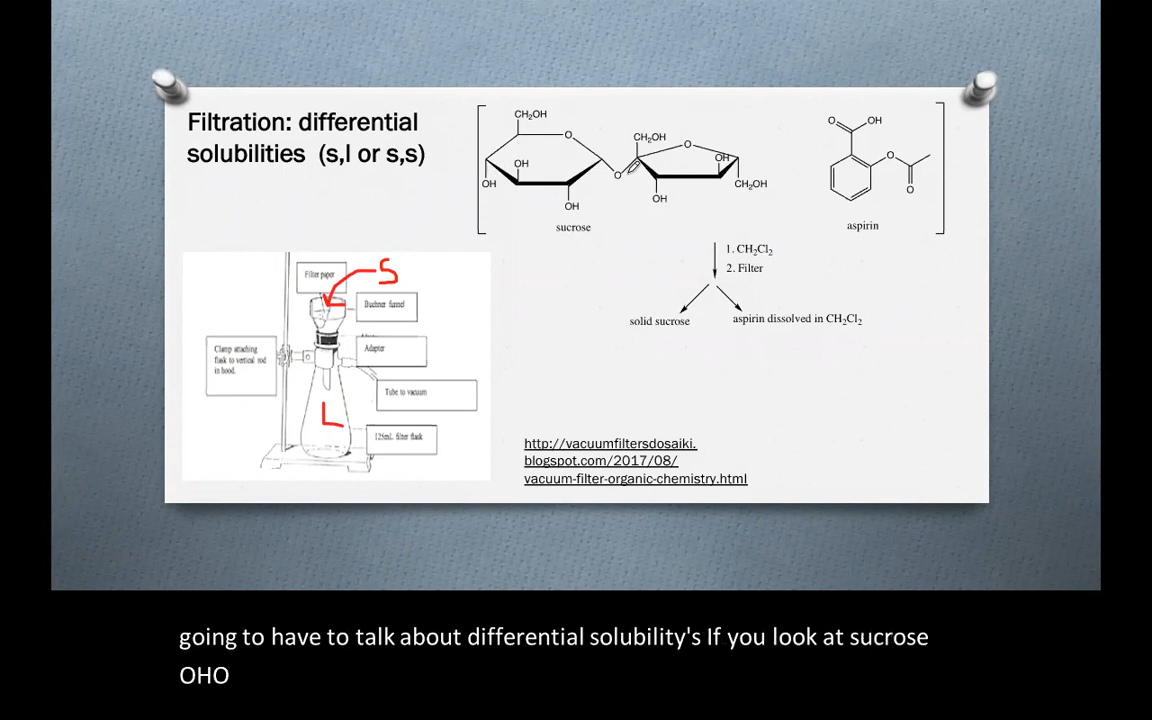 Filtration: differential
solubilities (s,l or s,s)
CH₂OH
O
OH
OH
OH
O
CH₂OH
O
OH
OH
CH₂OH
sucrose
O
OH
O
O
aspirin
1. CH₂Cl₂
2. Filter
solid sucrose
aspirin dissolved in CH₂Cl₂
Filter paper
S
Buchner funnel
Adapter
Clamp attaching
flask to vertical rod
in hood.
Tube to vacuum
L
125mL filter flask
http://vacuumfiltersdosaiki.
blogspot.com/2017/08/
vacuum-filter-organic-chemistry.html
going to have to talk about differential solubility's If you look at sucrose
OHO